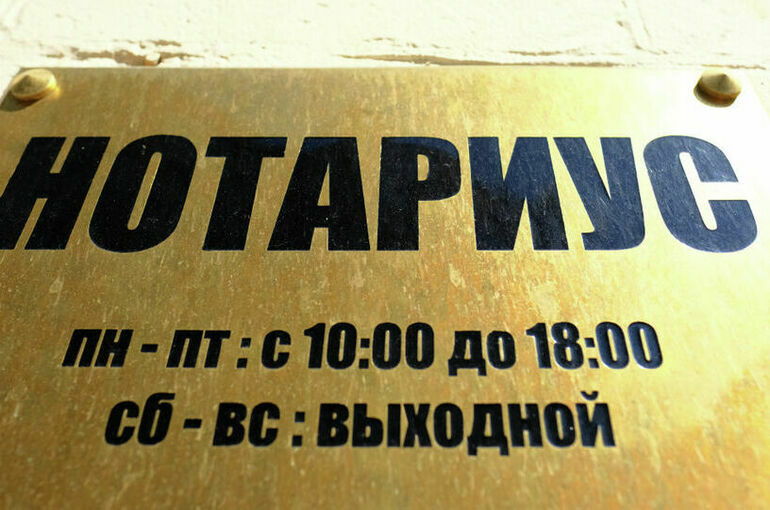 НОТАРИУС
пн - пт : с 10:00 до 18:00
сб - вс : выходной